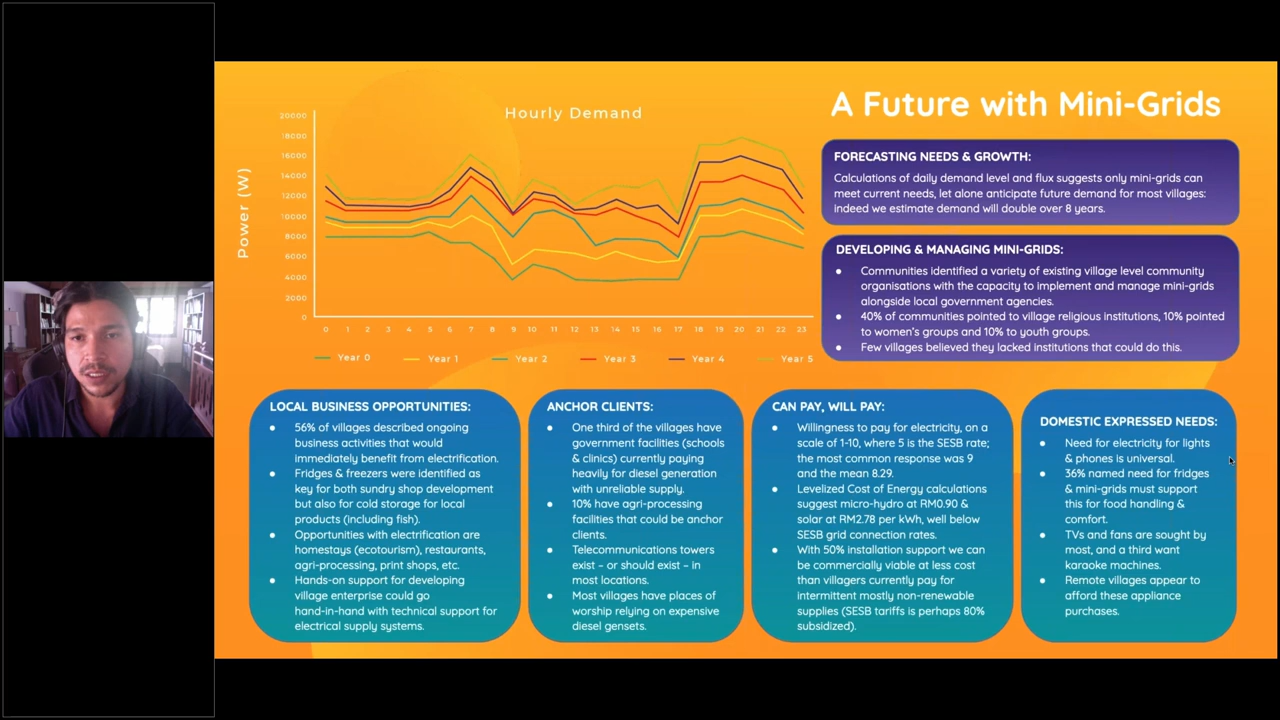 A Future with Mini-Grids
Hourly Demand
Power (W)
20000
18000
16000
14000
12000
10000
8000
6000
4000
2000
0
0 1 2 3 4 5 6 7 8 9 10 11 12 13 14 15 16 17 18 19 20 21 22 23
Year 0 Year 1 Year 2 Year 3 Year 4 Year 5
FORECASTING NEEDS & GROWTH:
Calculations of daily demand level and flux suggests only mini-grids can
meet current needs, let alone anticipate future demand for most villages:
indeed we estimate demand will double over 8 years.
DEVELOPING & MANAGING MINI-GRIDS:
● Communities identified a variety of existing village level community
organisations with the capacity to implement and manage mini-grids
alongside local government agencies.
● 40% of communities pointed to village religious institutions, 10% pointed
to women's groups and 10% to youth groups.
● Few villages believed they lacked institutions that could do this.
LOCAL BUSINESS OPPORTUNITIES:
● 56% of villages described ongoing
business activities that would
immediately benefit from electrification.
● Fridges & freezers were identified as
key for both sundry shop development
but also for cold storage for local
products (including fish).
● Opportunities with electrification are
homestays (ecotourism), restaurants,
agri-processing, print shops, etc.
● Hands-on support for developing
village enterprise could go
hand-in-hand with technical support for
electrical supply systems.
ANCHOR CLIENTS:
● One third of the villages have
government facilities (schools
& clinics) currently paying
heavily for diesel generation
with unreliable supply.
● 10% have agri-processing
facilities that could be anchor
clients.
● Telecommunications towers
exist – or should exist – in
most locations.
● Most villages have places of
worship relying on expensive
diesel gensets.
CAN PAY, WILL PAY:
● Willingness to pay for electricity, on a
scale of 1-10, where 5 is the SESB rate;
the most common response was 9
and the mean 8.29.
● Levelized Cost of Energy calculations
suggest micro-hydro at RM0.90 &
solar at RM2.78 per kWh, well below
SESB grid connection rates.
● With 50% installation support we can
be commercially viable at less cost
than villagers currently pay for
intermittent mostly non-renewable
supplies (SESB tariffs is perhaps 80%
subsidized).
DOMESTIC EXPRESSED NEEDS:
● Need for electricity for lights
& phones is universal.
● 36% named need for fridges
& mini-grids must support
this for food handling &
comfort.
● TVs and fans are sought by
most, and a third want
karaoke machines.
● Remote villages appear to
afford these appliance
purchases.